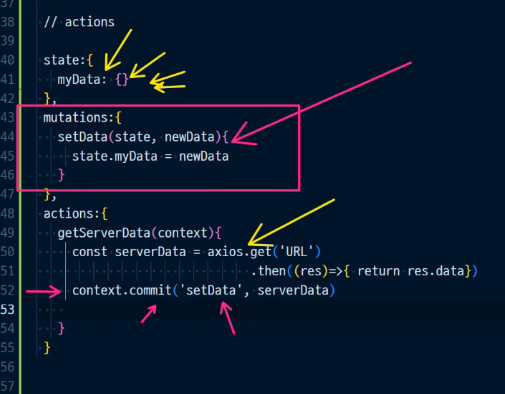 37
38 // actions
39
40 state:{
41 myData: {}
42 },
43 mutations:{
44 setData(state, newData){
45 state.myData = newData
46 }
47 },
48 actions:{
49 getServerData(context){
50 const serverData = axios.get('URL')
51 .then((res)=>{ return res.data})
52 context.commit('setData', serverData)
53
54 }
55 }
56
57